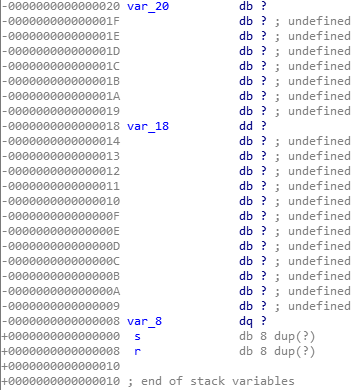 -0000000000000020 var_20 db ?
-000000000000001F db ? ; undefined
-000000000000001E db ? ; undefined
-000000000000001D db ? ; undefined
-000000000000001C db ? ; undefined
-000000000000001B db ? ; undefined
-000000000000001A db ? ; undefined
-0000000000000019 db ? ; undefined
-0000000000000018 var_18 dd ?
-0000000000000014 db ? ; undefined
-0000000000000013 db ? ; undefined
-0000000000000012 db ? ; undefined
-0000000000000011 db ? ; undefined
-0000000000000010 db ? ; undefined
-000000000000000F db ? ; undefined
-000000000000000E db ? ; undefined
-000000000000000D db ? ; undefined
-000000000000000C db ? ; undefined
-000000000000000B db ? ; undefined
-000000000000000A db ? ; undefined
-0000000000000009 db ? ; undefined
-0000000000000008 var_8 dq ?
+0000000000000000 s db 8 dup(?)
+0000000000000008 r db 8 dup(?)
+0000000000000010
+0000000000000010 ; end of stack variables